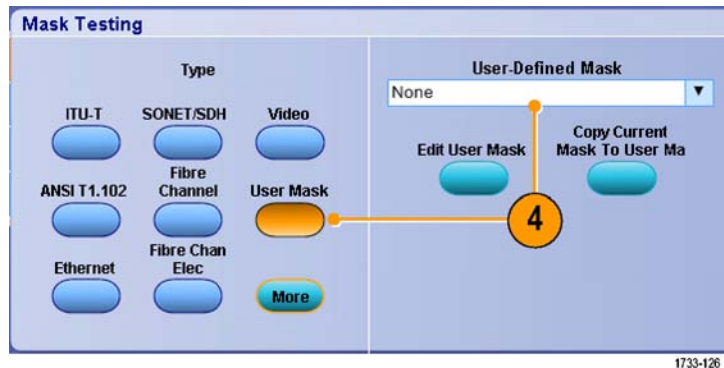 Mask Testing
Type
ITU-T
SONET/SDH
Video
ANSI T1.102
Fibre
Channel
User Mask
Ethernet
Fibre Chan
Elec
More
User-Defined Mask
None
Edit User Mask
Copy Current
Mask To User Ma
4
1733-126